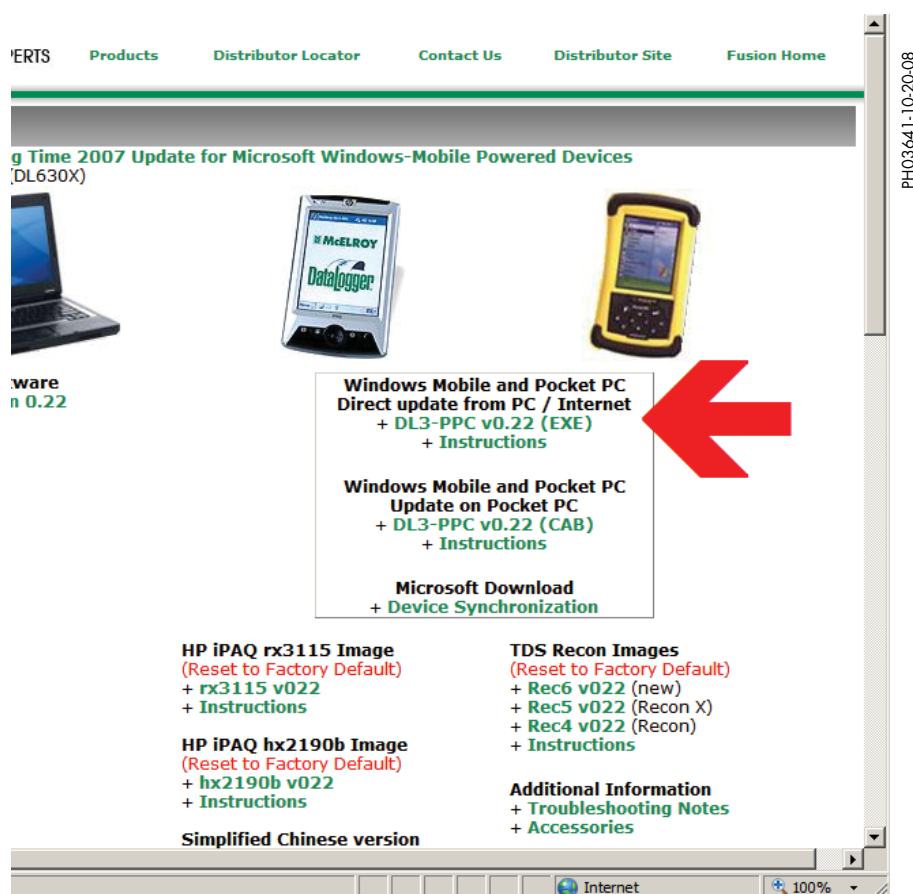 PERTS Products Distributor Locator Contact Us Distributor Site Fusion Home
g Time 2007 Update for Microsoft Windows-Mobile Powered Devices
(DL630X)
McELROY
DataLogger
tware
n 0.22
Windows Mobile and Pocket PC
Direct update from PC / Internet
+ DL3-PPC v0.22 (EXE)
+ Instructions
Windows Mobile and Pocket PC
Update on Pocket PC
+ DL3-PPC v0.22 (CAB)
+ Instructions
Microsoft Download
+ Device Synchronization
HP iPAQ rx3115 Image
(Reset to Factory Default)
+ rx3115 v022
+ Instructions
HP iPAQ hx2190b Image
(Reset to Factory Default)
+ hx2190b v022
+ Instructions
Simplified Chinese version
TDS Recon Images
(Reset to Factory Default)
+ Rec6 v022 (new)
+ Rec5 v022 (Recon X)
+ Rec4 v022 (Recon)
+ Instructions
Additional Information
+ Troubleshooting Notes
+ Accessories
Internet 100%
PH03641-10-20-08